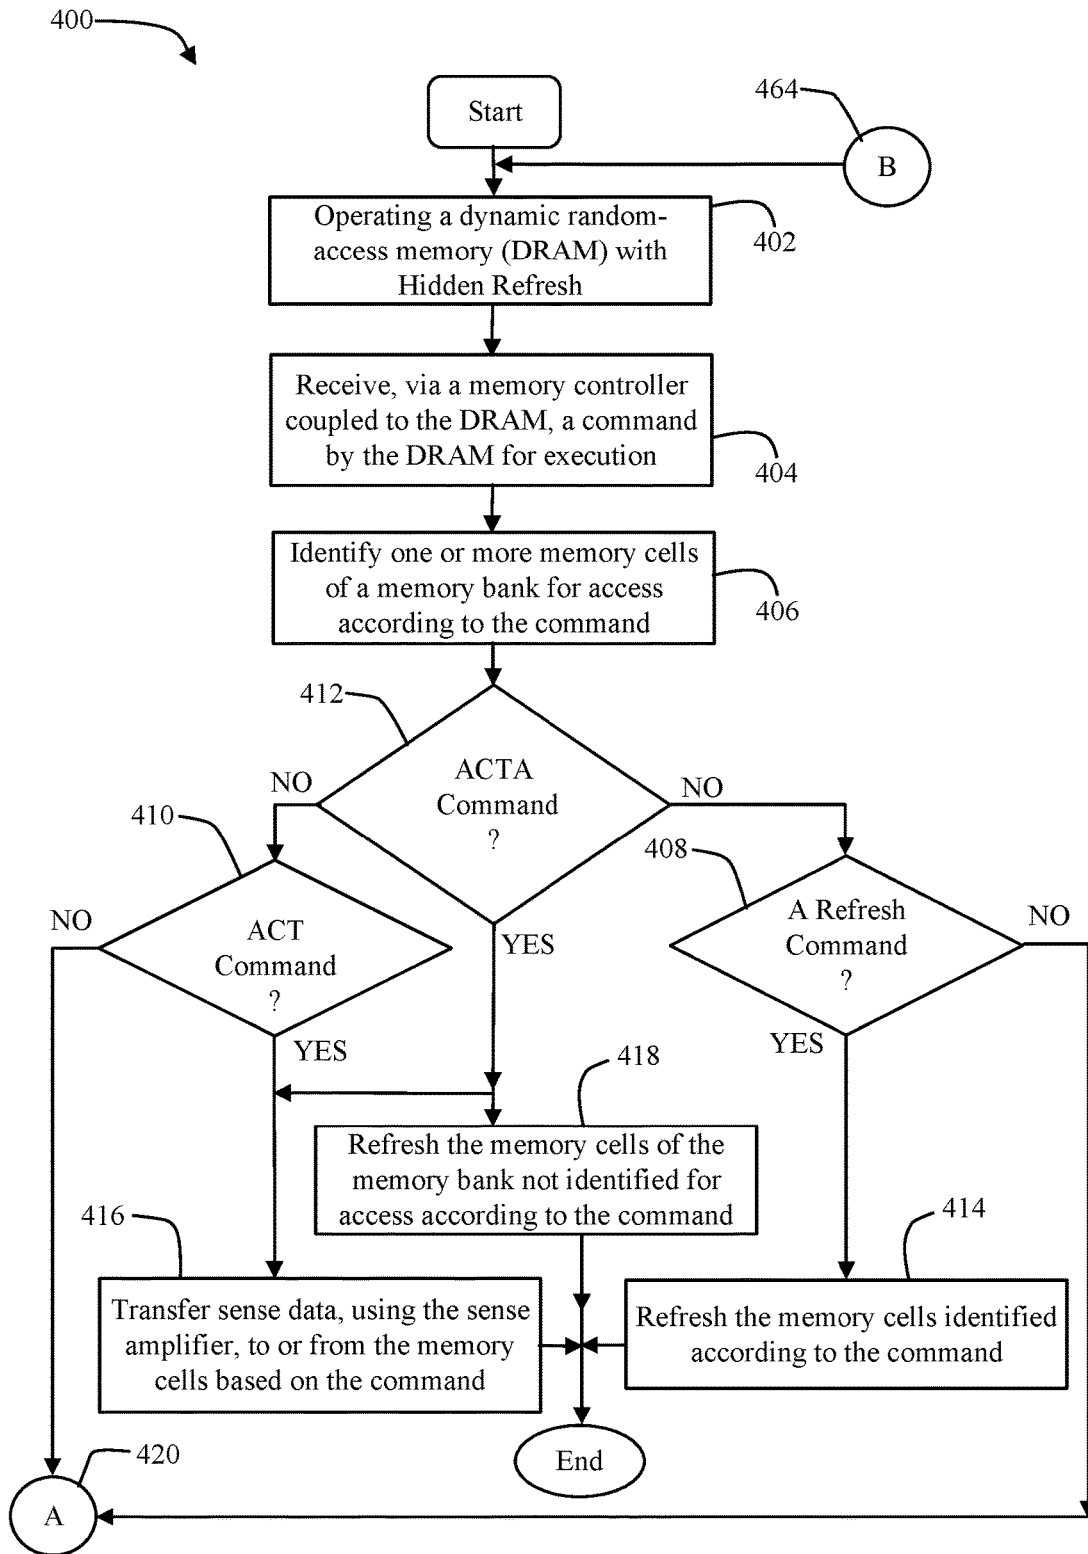 400
Start
464
B
Operating a dynamic random-
access memory (DRAM) with
Hidden Refresh
402
Receive, via a memory controller
coupled to the DRAM, a command
by the DRAM for execution
404
Identify one or more memory cells
of a memory bank for access
according to the command
406
412
ACTA
Command
?
NO
NO
410
408
NO
ACT
Command
?
YES
A Refresh
Command
?
NO
YES
YES
418
Refresh the memory cells of the
memory bank not identified for
access according to the command
416
414
Transfer sense data, using the sense
amplifier, to or from the memory
cells based on the command
Refresh the memory cells identified
according to the command
420
A
End